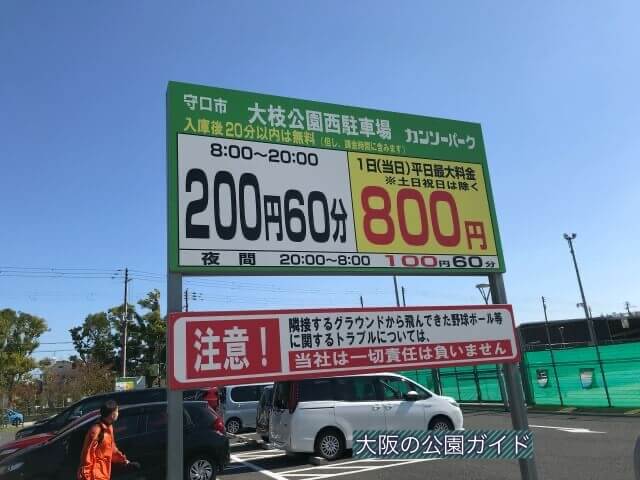 守口市 大枝公園西駐車場 カンソーパーク
入庫後20分以内は無料（但し、課金時間に含みます）
8:00〜20:00
200円60分
1日(当日)平日最大料金
※土日祝日は除く
800円
夜間 20:00〜8:00 100円60分
注意！
隣接するグラウンドから飛んできた野球ボール等
に関するトラブルについては、
当社は一切責任は負いません
大阪の公園ガイド